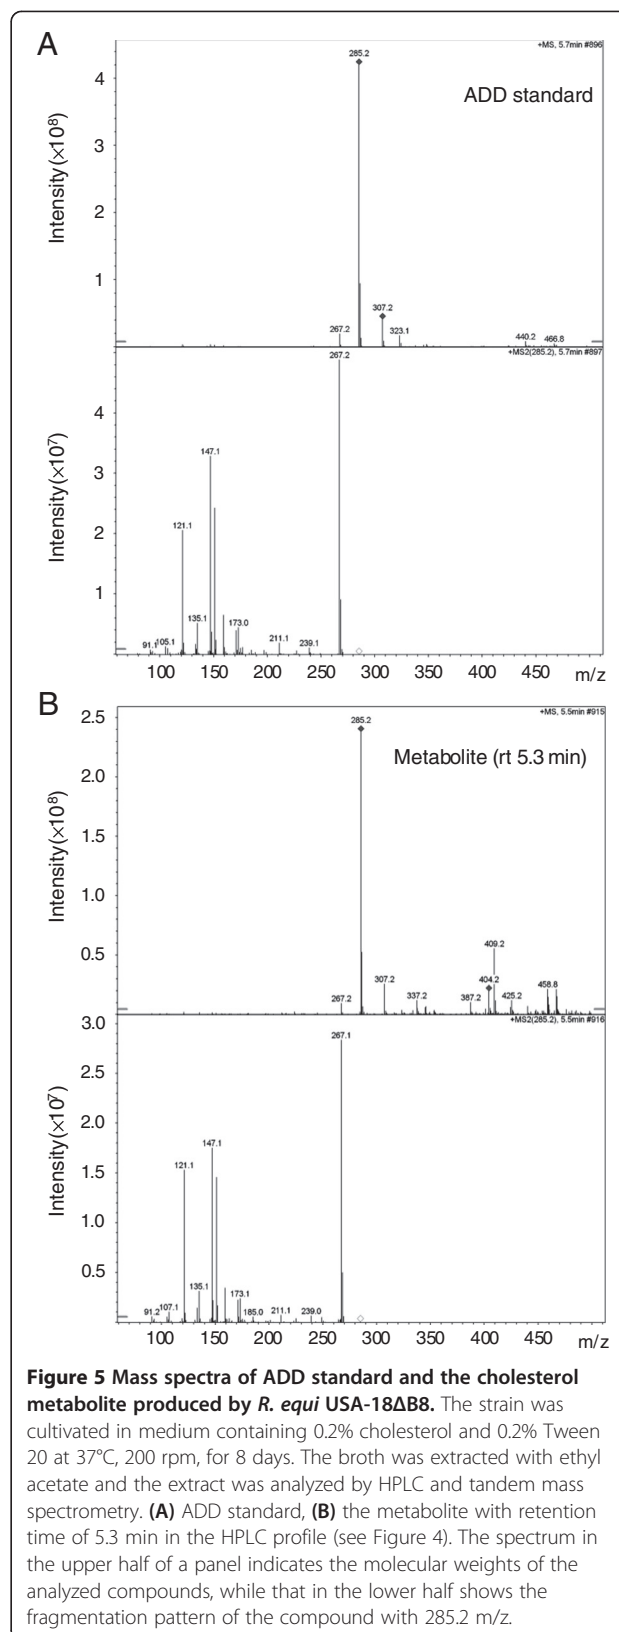 A
+MS, 5.7min #896
285.2
ADD standard
4
3
2
1
Intensity(×10⁸)
267.2
307.2
323.1
440.2
466.8
+MS2(285.2), 5.7min #897
267.2
4
3
2
1
Intensity(×10⁷)
147.1
121.1
135.1
91.1
105.1
173.0
211.1
239.1
100 150 200 250 300 350 400 450 m/z
B
+MS, 5.5min #915
285.2
Metabolite (rt 5.3 min)
2.5
2.0
1.5
1.0
0.5
Intensity(×10⁸)
267.2
307.2
337.2
387.2
404.2
409.2
425.2
458.8
+MS2(285.2), 5.5min #916
267.1
3.0
2.5
2.0
1.5
1.0
0.5
Intensity(×10⁷)
147.1
121.1
135.1
91.2
107.1
173.1
185.0
211.1
239.0
100 150 200 250 300 350 400 450 m/z
Figure 5 Mass spectra of ADD standard and the cholesterol
metabolite produced by R. equi USA-18ΔB8. The strain was
cultivated in medium containing 0.2% cholesterol and 0.2% Tween
20 at 37°C, 200 rpm, for 8 days. The broth was extracted with ethyl
acetate and the extract was analyzed by HPLC and tandem mass
spectrometry. (A) ADD standard, (B) the metabolite with retention
time of 5.3 min in the HPLC profile (see Figure 4). The spectrum in
the upper half of a panel indicates the molecular weights of the
analyzed compounds, while that in the lower half shows the
fragmentation pattern of the compound with 285.2 m/z.